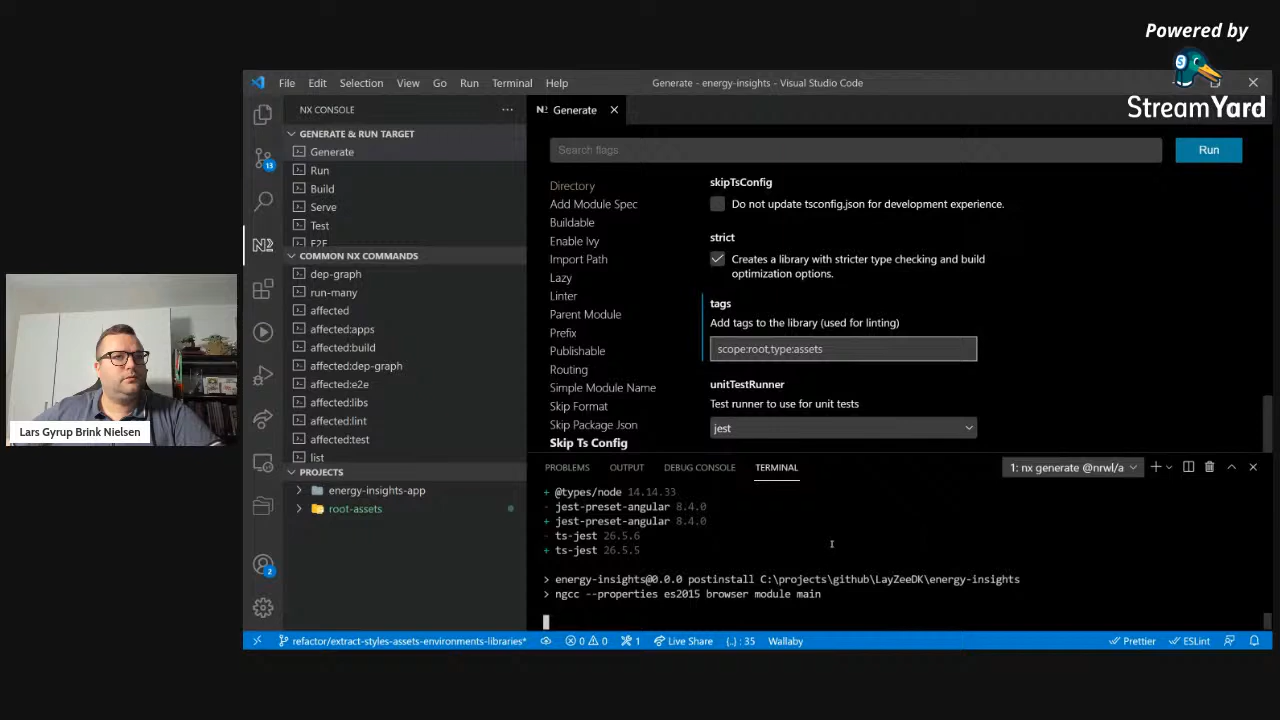 Powered by
StreamYard
File Edit Selection View Go Run Terminal Help
Generate - energy-insights - Visual Studio Code
NX CONSOLE
GENERATE & RUN TARGET
Generate
Run
Build
Serve
Test
E2E
COMMON NX COMMANDS
dep-graph
run-many
affected
affected:apps
affected:build
affected:dep-graph
affected:e2e
affected:libs
affected:lint
affected:test
list
PROJECTS
energy-insights-app
root-assets
13
2
Generate
Search flags
Run
Directory
Add Module Spec
Buildable
Enable Ivy
Import Path
Lazy
Linter
Parent Module
Prefix
Publishable
Routing
Simple Module Name
Skip Format
Skip Package Json
Skip Ts Config
skipTsConfig
Do not update tsconfig.json for development experience.
strict
Creates a library with stricter type checking and build
optimization options.
tags
Add tags to the library (used for linting)
scope:root,type:assets
unitTestRunner
Test runner to use for unit tests
jest
PROBLEMS OUTPUT DEBUG CONSOLE TERMINAL
1: nx generate @nrwl/a
+ @types/node 14.14.33
- jest-preset-angular 8.4.0
+ jest-preset-angular 8.4.0
- ts-jest 26.5.6
+ ts-jest 26.5.5
> energy-insights@0.0.0 postinstall C:\projects\github\LayZeeDK\energy-insights
> ngcc --properties es2015 browser module main
refactor/extract-styles-assets-environments-libraries* 0 0 1 Live Share {..} : 35 Wallaby Prettier ESLint
Lars Gyrup Brink Nielsen